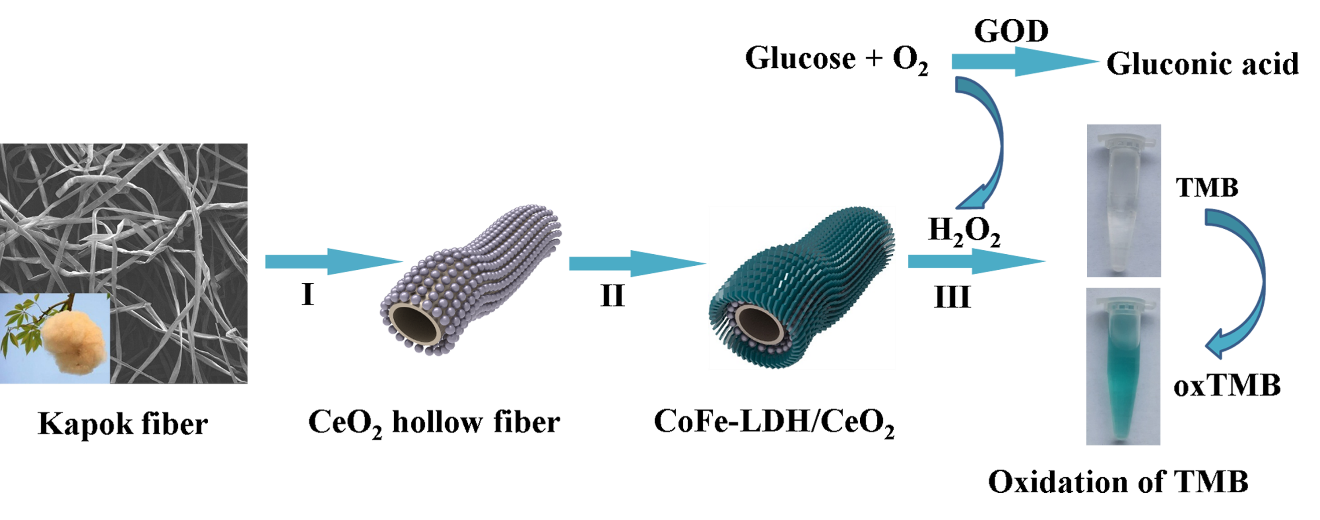 GOD
Glucose + O₂
Gluconic acid
TMB
H₂O₂
I
II
III
oxTMB
Kapok fiber
CeO₂ hollow fiber
CoFe-LDH/CeO₂
Oxidation of TMB